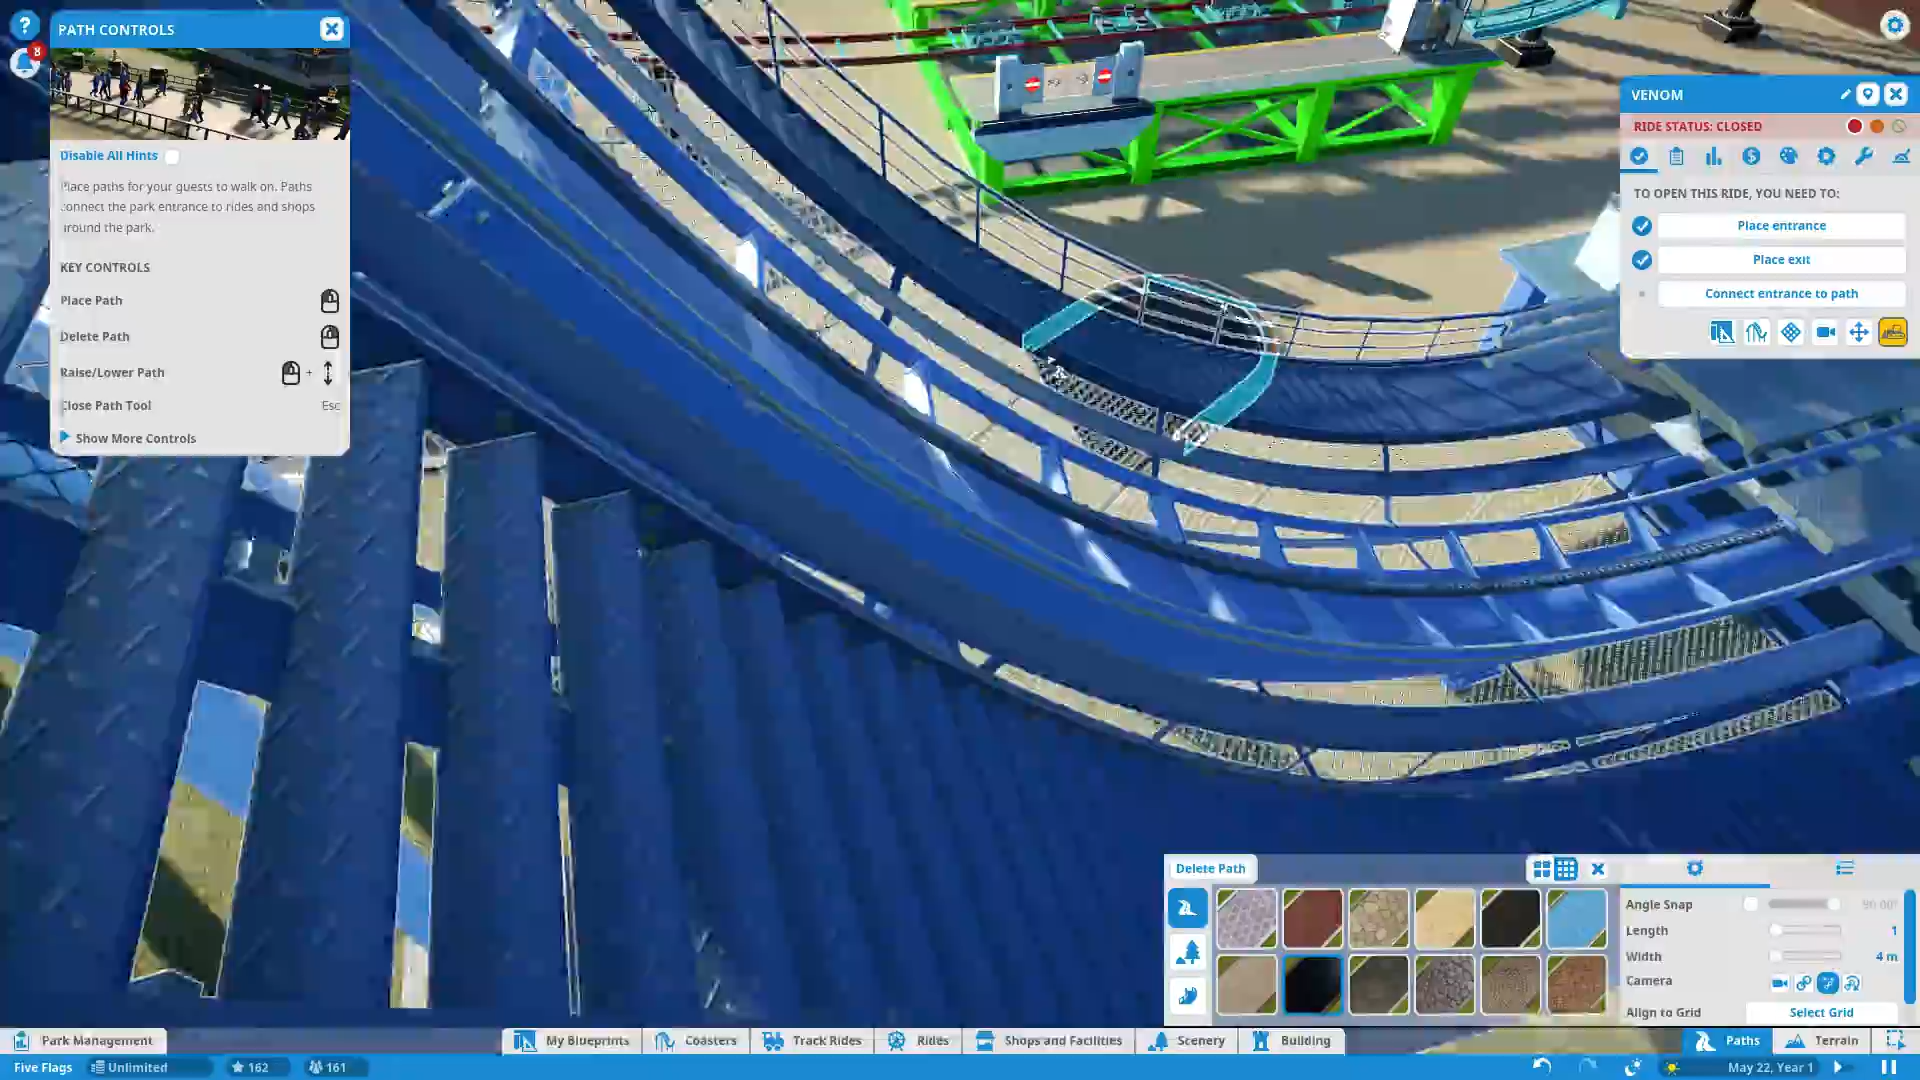 ?
8
PATH CONTROLS
Disable All Hints
Place paths for your guests to walk on. Paths
connect the park entrance to rides and shops
around the park.
KEY CONTROLS
Place Path
Delete Path
Raise/Lower Path
+
Close Path Tool
Esc
Show More Controls
VENOM
RIDE STATUS: CLOSED
TO OPEN THIS RIDE, YOU NEED TO:
Place entrance
Place exit
Connect entrance to path
Delete Path
Angle Snap
90.00°
Length
1
Width
4 m
Camera
Align to Grid
Select Grid
Park Management
My Blueprints
Coasters
Track Rides
Rides
Shops and Facilities
Scenery
Building
Paths
Terrain
Five Flags
Unlimited
162
161
May 22, Year 1